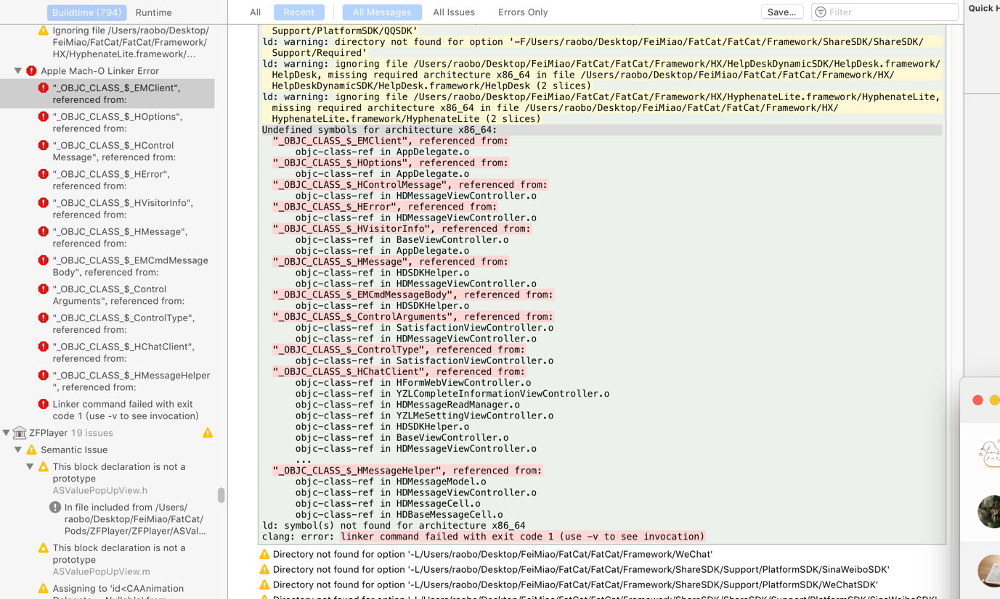 Buildtime (794)
Runtime
All
Recent
All Messages
All Issues
Errors Only
Save...
Filter
Quick H
Ignoring file /Users/raobo/Desktop/
FeiMiao/FatCat/FatCat/Framework/
HX/HyphenateLite.framework/...
Apple Mach-O Linker Error
"_OBJC_CLASS_$_EMClient",
referenced from:
"_OBJC_CLASS_$_HOptions",
referenced from:
"_OBJC_CLASS_$_HControl
Message", referenced from:
"_OBJC_CLASS_$_HError",
referenced from:
"_OBJC_CLASS_$_HVisitorInfo",
referenced from:
"_OBJC_CLASS_$_HMessage",
referenced from:
"_OBJC_CLASS_$_EMCmdMessage
Body", referenced from:
"_OBJC_CLASS_$_Control
Arguments", referenced from:
"_OBJC_CLASS_$_ControlType",
referenced from:
"_OBJC_CLASS_$_HChatClient",
referenced from:
"_OBJC_CLASS_$_HMessageHelper
", referenced from:
Linker command failed with exit
code 1 (use -v to see invocation)
ZFPlayer 19 issues
Semantic Issue
This block declaration is not a
prototype
ASValuePopUpView.h
In file included from /Users/
raobo/Desktop/FeiMiao/FatCat/
Pods/ZFPlayer/ZFPlayer/ASVal...
This block declaration is not a
prototype
ASValuePopUpView.m
Assigning to 'id<CAAnimation
Support/PlatformSDK/QQSDK'
ld: warning: directory not found for option '-F/Users/raobo/Desktop/FeiMiao/FatCat/FatCat/Framework/ShareSDK/ShareSDK/
Support/Required'
ld: warning: ignoring file /Users/raobo/Desktop/FeiMiao/FatCat/FatCat/Framework/HX/HelpDeskDynamicSDK/HelpDesk.framework/
HelpDesk, missing required architecture x86_64 in file /Users/raobo/Desktop/FeiMiao/FatCat/FatCat/Framework/HX/
HelpDeskDynamicSDK/HelpDesk.framework/HelpDesk (2 slices)
ld: warning: ignoring file /Users/raobo/Desktop/FeiMiao/FatCat/FatCat/Framework/HX/HyphenateLite.framework/HyphenateLite,
missing required architecture x86_64 in file /Users/raobo/Desktop/FeiMiao/FatCat/FatCat/Framework/HX/
HyphenateLite.framework/HyphenateLite (2 slices)
Undefined symbols for architecture x86_64:
"_OBJC_CLASS_$_EMClient", referenced from:
objc-class-ref in AppDelegate.o
"_OBJC_CLASS_$_HOptions", referenced from:
objc-class-ref in AppDelegate.o
"_OBJC_CLASS_$_HControlMessage", referenced from:
objc-class-ref in HDMessageViewController.o
"_OBJC_CLASS_$_HError", referenced from:
objc-class-ref in HDMessageViewController.o
"_OBJC_CLASS_$_HVisitorInfo", referenced from:
objc-class-ref in BaseViewController.o
objc-class-ref in AppDelegate.o
"_OBJC_CLASS_$_HMessage", referenced from:
objc-class-ref in HDSDKHelper.o
objc-class-ref in HDMessageViewController.o
"_OBJC_CLASS_$_EMCmdMessageBody", referenced from:
objc-class-ref in HDSDKHelper.o
"_OBJC_CLASS_$_ControlArguments", referenced from:
objc-class-ref in SatisfactionViewController.o
objc-class-ref in HDMessageViewController.o
"_OBJC_CLASS_$_ControlType", referenced from:
objc-class-ref in SatisfactionViewController.o
"_OBJC_CLASS_$_HChatClient", referenced from:
objc-class-ref in HFormWebViewController.o
objc-class-ref in YZLCompleteInformationViewController.o
objc-class-ref in HDMessageReadManager.o
objc-class-ref in YZLMeSettingViewController.o
objc-class-ref in HDSDKHelper.o
objc-class-ref in BaseViewController.o
objc-class-ref in HDMessageViewController.o
...
"_OBJC_CLASS_$_HMessageHelper", referenced from:
objc-class-ref in HDMessageModel.o
objc-class-ref in HDMessageViewController.o
objc-class-ref in HDMessageCell.o
objc-class-ref in HDBaseMessageCell.o
ld: symbol(s) not found for architecture x86_64
clang: error: linker command failed with exit code 1 (use -v to see invocation)
Directory not found for option '-L/Users/raobo/Desktop/FeiMiao/FatCat/FatCat/Framework/WeChat'
Directory not found for option '-L/Users/raobo/Desktop/FeiMiao/FatCat/FatCat/Framework/ShareSDK/Support/PlatformSDK/SinaWeiboSDK'
Directory not found for option '-L/Users/raobo/Desktop/FeiMiao/FatCat/FatCat/Framework/ShareSDK/Support/PlatformSDK/WeChatSDK'